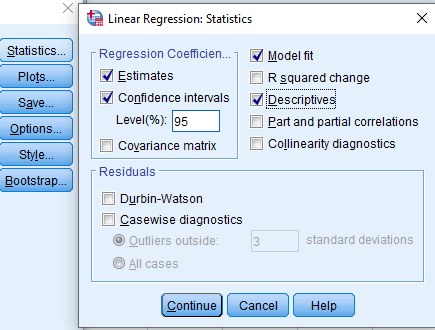 Linear Regression: Statistics
Statistics...
Plots...
Save...
Options...
Style...
Bootstrap...
Regression Coefficien...
Estimates
Confidence intervals
Level(%): 95
Covariance matrix
Model fit
R squared change
Descriptives
Part and partial correlations
Collinearity diagnostics
Residuals
Durbin-Watson
Casewise diagnostics
Outliers outside: 3 standard deviations
All cases
Continue Cancel Help